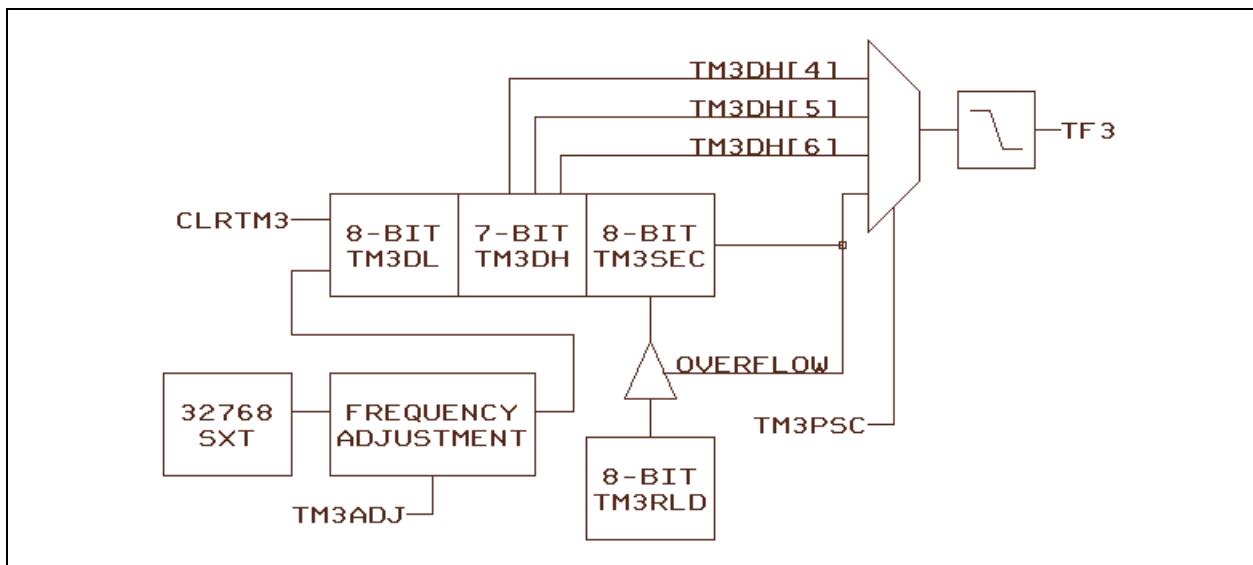 TM3DH[4]
TM3DH[5]
TM3DH[6]
TF3
CLRTM3
8-BIT
TM3DL
7-BIT
TM3DH
8-BIT
TM3SEC
OVERFLOW
32768
SXT
FREQUENCY
ADJUSTMENT
TM3PSC
8-BIT
TM3RLD
TM3ADJ